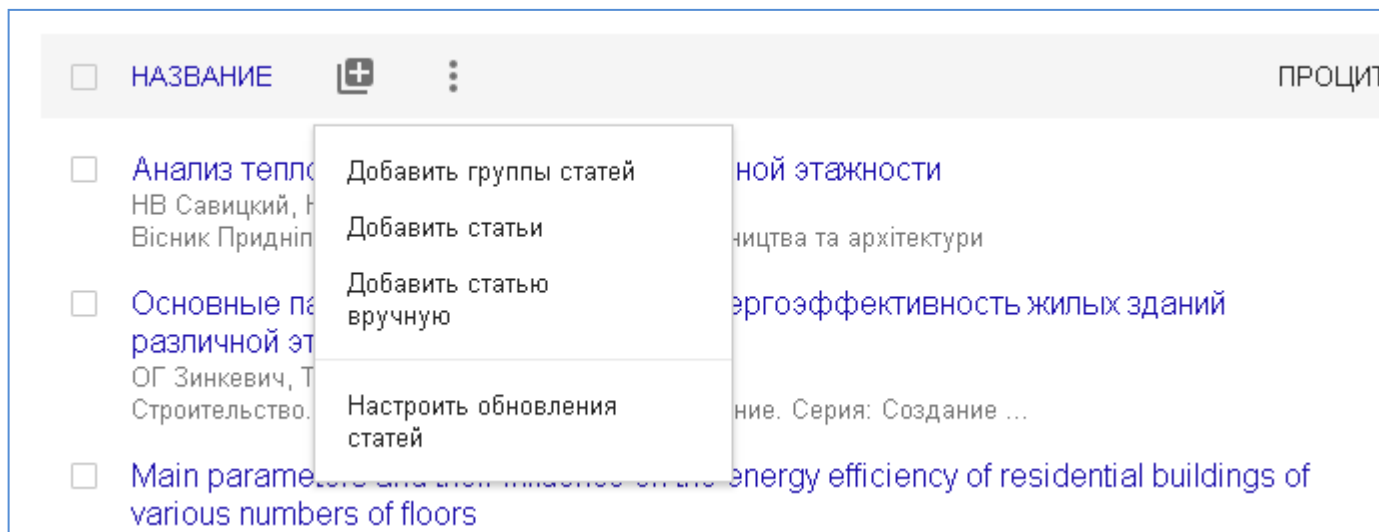 НАЗВАНИЕ ПРОЦИТ
Анализ тепло ной этажности
НВ Савицкий,
Вісник Придніп ництва та архітектури
Добавить группы статей
Добавить статьи
Добавить статью
вручную
Настроить обновления
статей
Основные па ергоэффективность жилых зданий
различной эт
ОГ Зинкевич, Т
Строительство. ние. Серия: Создание ...
Main parame energy efficiency of residential buildings of
various numbers of floors